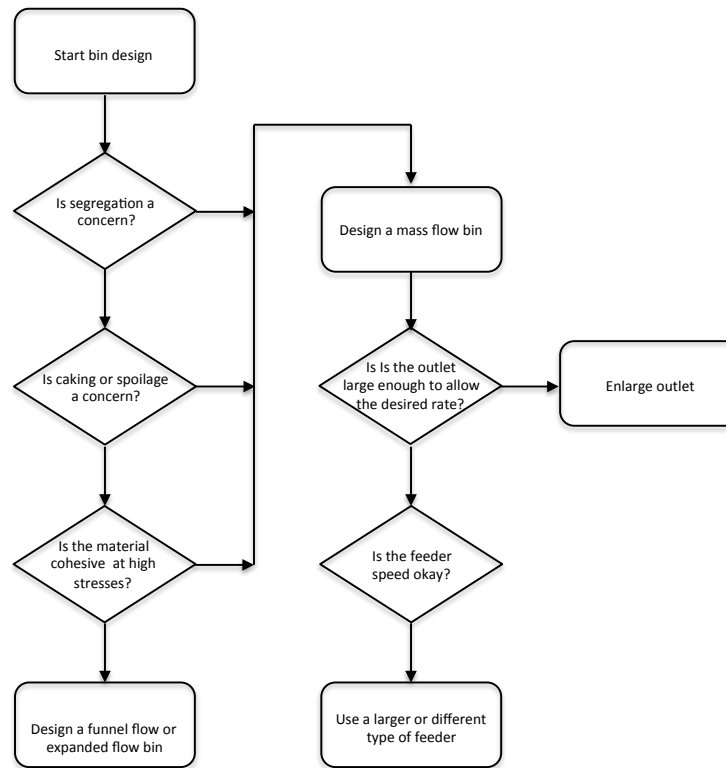 Start bin design
Is segregation a
concern?
Is caking or spoilage
a concern?
Is the material
cohesive  at high
stresses?
Design a funnel flow or
expanded flow bin
Design a mass flow bin
Is Is the outlet
large enough to allow
the desired rate?
Enlarge outlet
Is the feeder
speed okay?
Use a larger or different
type of feeder